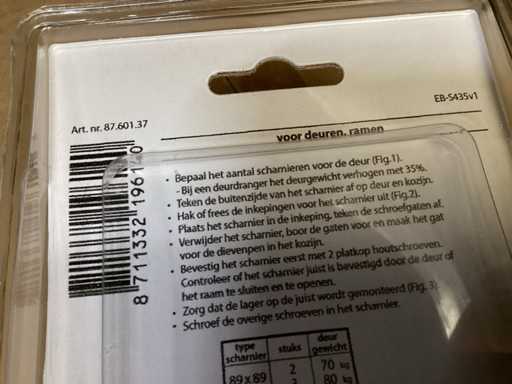 EB-S435v1
Art. nr. 87.601.37
voor deuren, ramen
• Bepaal het aantal scharnieren voor de deur (Fig.1).
- Bij een deurdranger het deurgewicht verhogen met 35%.
• Teken de buitenzijde van het scharnier af op deur en kozijn.
• Hak of frees de inkepingen voor het scharnier uit (Fig.2).
• Plaats het scharnier in de inkeping, teken de schroefgaten af.
• Verwijder het scharnier, boor de gaten voor en maak het gat
voor de dievenpen in het kozijn.
• Bevestig het scharnier eerst met 2 platkop houtschroeven.
Controleer of het scharnier juist is bevestigd door de deur of
het raam te sluiten en te openen.
• Zorg dat de lager op de juist wordt gemonteerd (Fig. 3).
• Schroef de overige schroeven in het scharnier.
type scharnier stuks deur gewicht
89x89 2 70 kg
3 80 kg
8 711332 196140